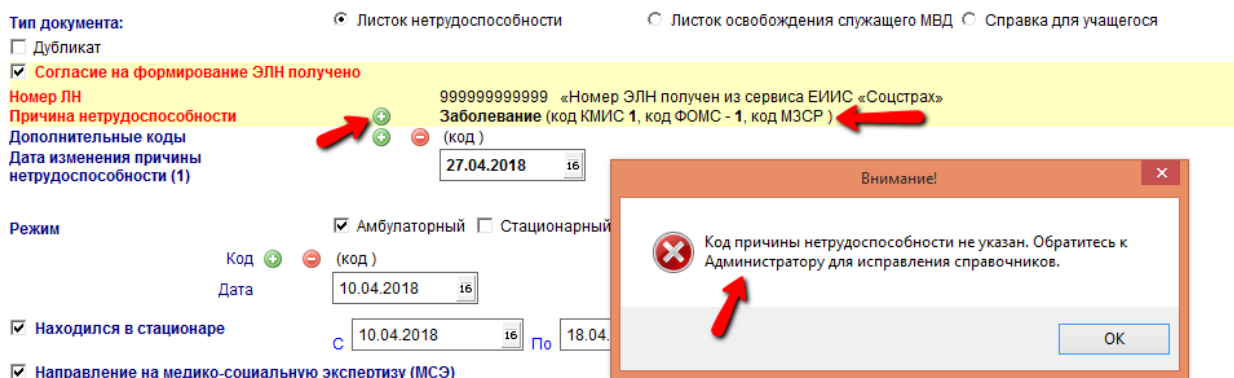 Тип документа: Листок нетрудоспособности Листок освобождения служащего МВД Справка для учащегося
Дубликат
Согласие на формирование ЭЛН получено
Номер ЛН 999999999999 «Номер ЭЛН получен из сервиса ЕИИС «Соцстрах»
Причина нетрудоспособности Заболевание (код КМИС 1, код ФОМС - 1, код МЗСР )
Дополнительные коды (код )
Дата изменения причины
нетрудоспособности (1) 27.04.2018 16
Внимание!
Код причины нетрудоспособности не указан. Обратитесь к
Администратору для исправления справочников.
OK
Режим Амбулаторный Стационарный
Код (код )
Дата 10.04.2018 16
Находился в стационаре С 10.04.2018 16 По 18.04.
Направление на медико-социальную экспертизу (МСЭ)